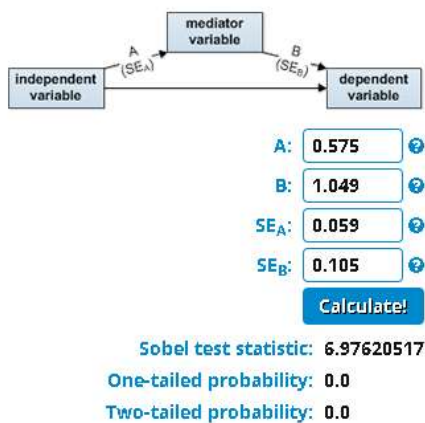 mediator
variable
A
(SEA)
B
(SEB)
independent
variable
dependent
variable
A: 0.575 ?
B: 1.049 ?
SEA: 0.059 ?
SEB: 0.105 ?
Calculate!
Sobel test statistic: 6.97620517
One-tailed probability: 0.0
Two-tailed probability: 0.0